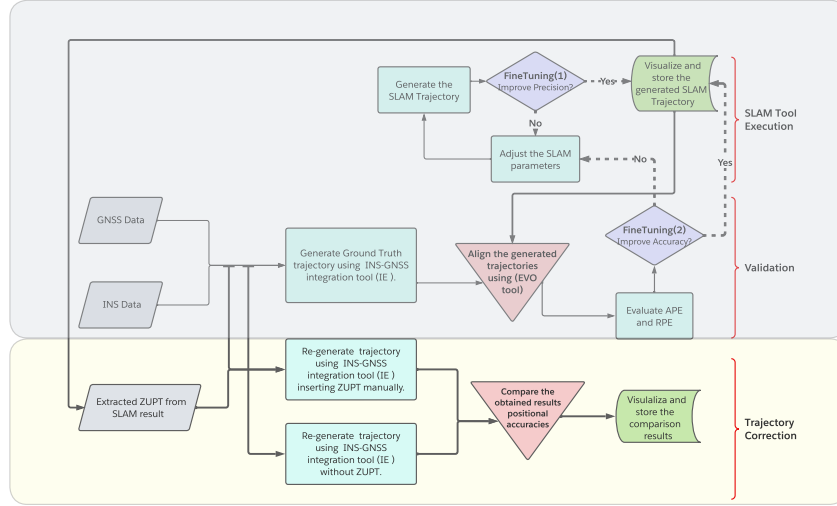 Generate the
SLAM Trajectory
FineTuning(1)
Improve Precision?
Yes
Visualize and
store the
generated SLAM
Trajectory
SLAM Tool
Execution
No
Adjust the SLAM
parameters
No
Yes
GNSS Data
INS Data
Generate Ground Truth
trajectory using INS-GNSS
integration tool (IE ).
Align the generated
trajectories
using (EVO
tool)
FineTuning(2)
Improve Accuracy?
Validation
Evaluate APE
and RPE
Extracted ZUPT from
SLAM result
Re-generate trajectory
using INS-GNSS
integration tool (IE )
inserting ZUPT manually.
Re-generate trajectory
using INS-GNSS
integration tool (IE )
without ZUPT.
Compare the
obtained results
positional
accuracies
Visulaliza and
store the
comparison
results
Trajectory
Correction